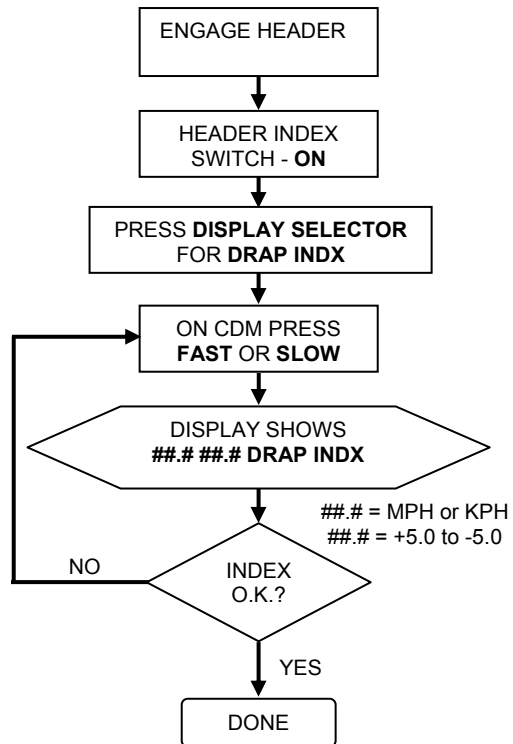 ENGAGE HEADER
HEADER INDEX
SWITCH - ON
PRESS DISPLAY SELECTOR
FOR DRAP INDX
ON CDM PRESS
FAST OR SLOW
DISPLAY SHOWS
##.# ##.# DRAP INDX
##.# = MPH or KPH
##.# = +5.0 to -5.0
NO
INDEX
O.K.?
YES
DONE